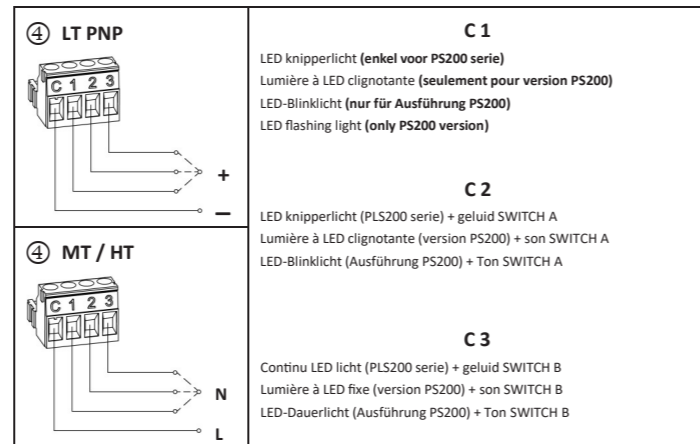 ④ LT PNP
C 1 2 3
+
–
④ MT / HT
C 1 2 3
N
L
C 1
LED knipperlicht (enkel voor PS200 serie)
Lumière à LED clignotante (seulement pour version PS200)
LED-Blinklicht (nur für Ausführung PS200)
LED flashing light (only PS200 version)
C 2
LED knipperlicht (PLS200 serie) + geluid SWITCH A
Lumière à LED clignotante (version PS200) + son SWITCH A
LED-Blinklicht (Ausführung PS200) + Ton SWITCH A
C 3
Continu LED licht (PLS200 serie) + geluid SWITCH B
Lumière à LED fixe (version PS200) + son SWITCH B
LED-Dauerlicht (Ausführung PS200) + Ton SWITCH B